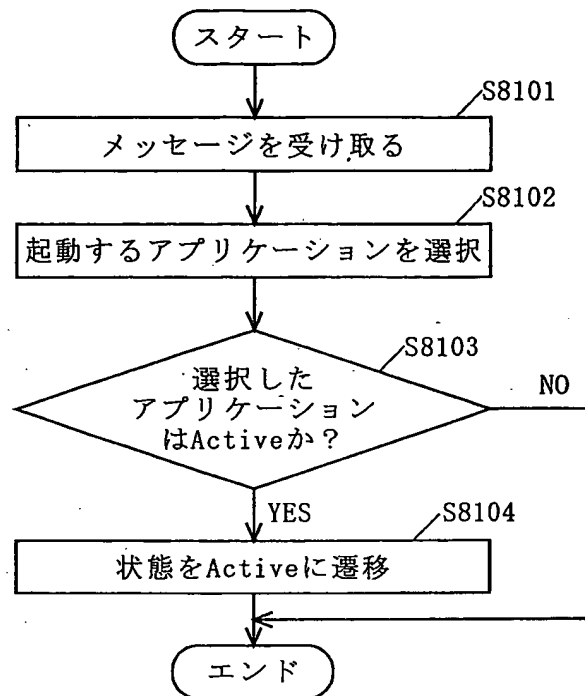 スタート
S8101
メッセージを受け取る
S8102
起動するアプリケーションを選択
S8103
選択した
アプリケーション
はActiveか？
NO
YES
S8104
状態をActiveに遷移
エンド